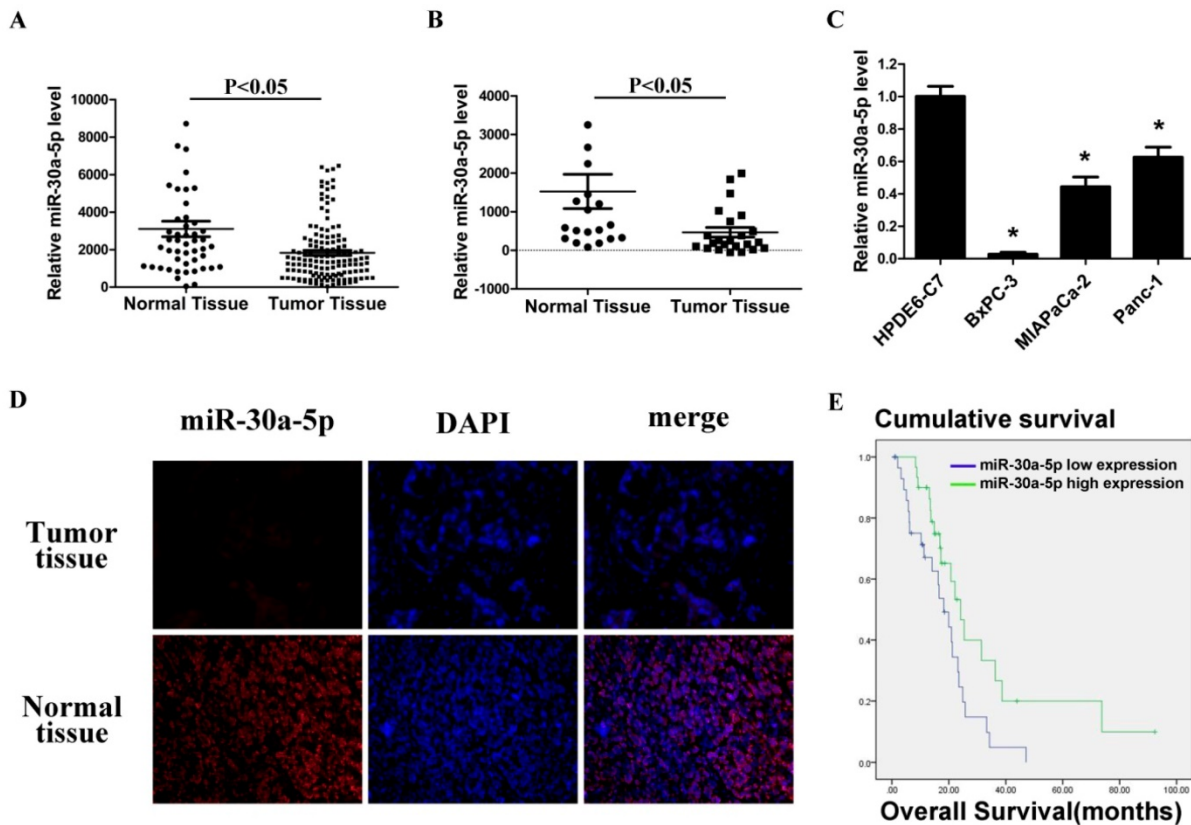 A
P<0.05
Relative miR-30a-5p level
10000
8000
6000
4000
2000
0
Normal Tissue
Tumor Tissue
B
P<0.05
Relative miR-30a-5p level
4000
3000
2000
1000
0
-1000
Normal Tissue
Tumor Tissue
C
Relative miR-30a-5p level
1.2
1.0
0.8
0.6
0.4
0.2
0.0
*
*
*
HPDE6-C7
BxPC-3
MIAPaCa-2
Panc-1
D
miR-30a-5p
DAPI
merge
Tumor
tissue
Normal
tissue
E
Cumulative survival
miR-30a-5p low expression
miR-30a-5p high expression
1.0
0.8
0.6
0.4
0.2
0.0
.00
20.00
40.00
60.00
80.00
100.00
Overall Survival(months)